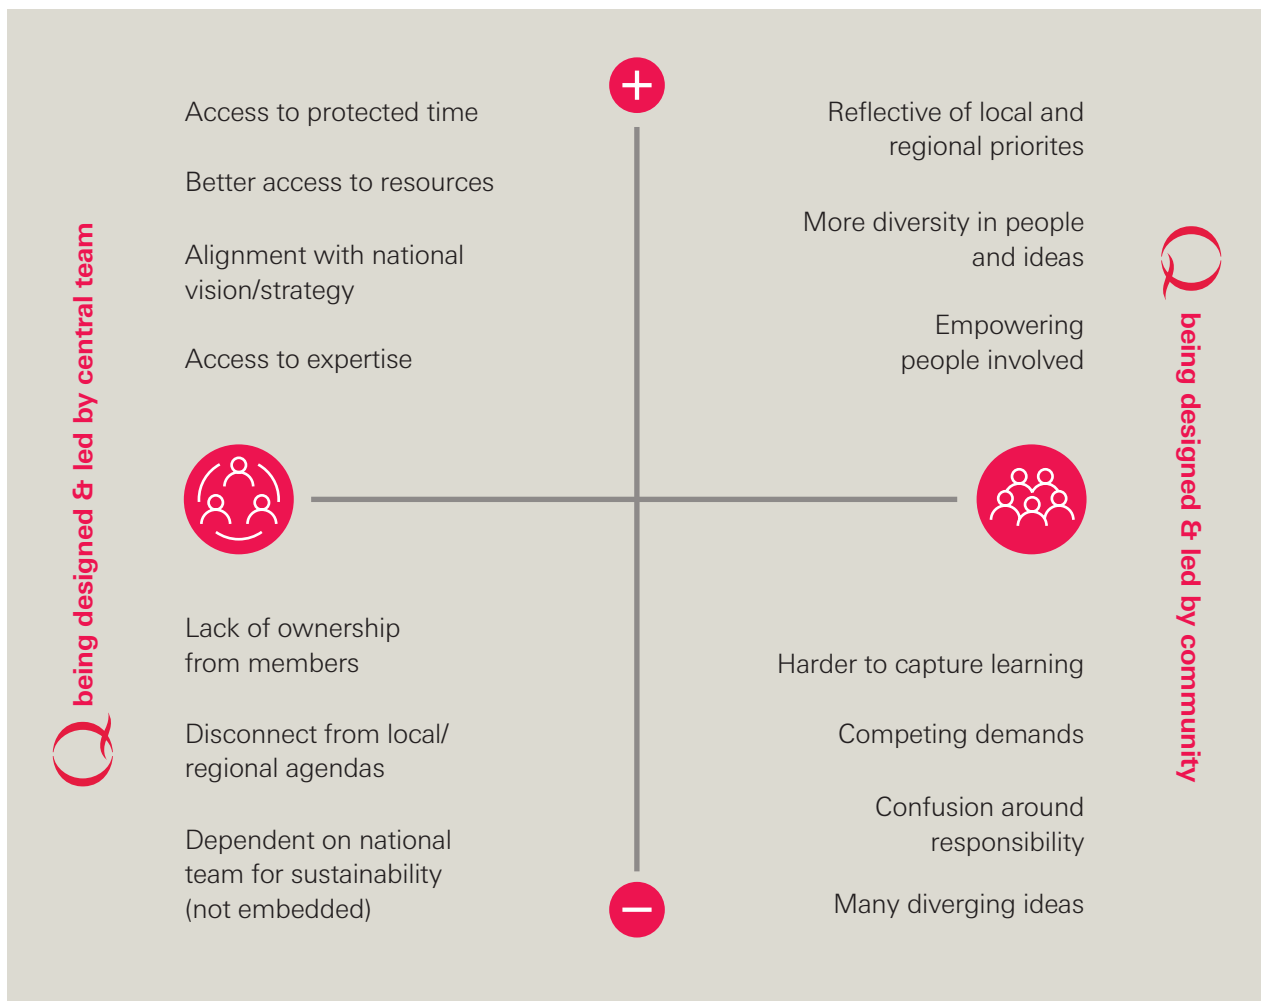 Access to protected time
Better access to resources
Alignment with national
vision/strategy
Access to expertise
Reflective of local and
regional priorites
More diversity in people
and ideas
Empowering
people involved
Q being designed & led by central team
Q being designed & led by community
Lack of ownership
from members
Disconnect from local/
regional agendas
Dependent on national
team for sustainability
(not embedded)
Harder to capture learning
Competing demands
Confusion around
responsibility
Many diverging ideas